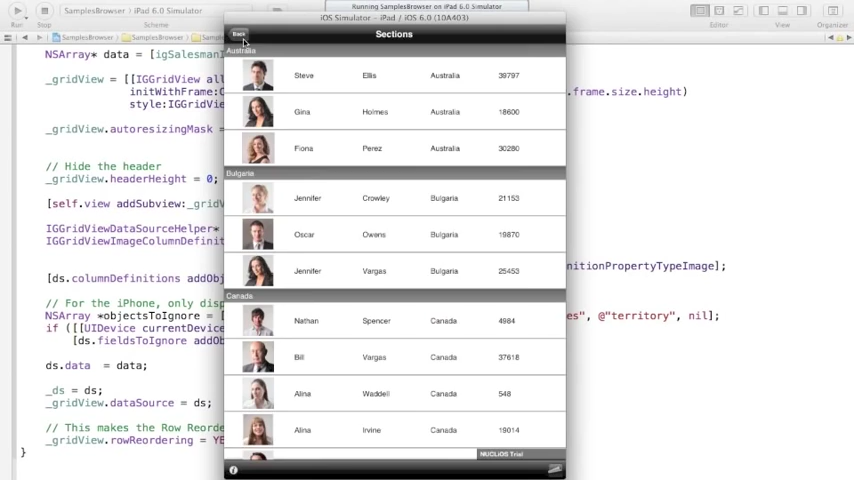 Running SamplesBrowser on iPad 6.0 Simulator
SamplesBrowser iPad 6.0 Simulator
iOS Simulator – iPad / iOS 6.0 (10A403)
Run Stop Scheme Breakpoints Editor View Organizer
SamplesBrowser
NSArray* data = [igSalesman
_gridView = [[IGGridView all
initWithFrame:C
.frame.size.height)
style:IGGridVie
_gridView.autoresizingMask =
// Hide the header
_gridView.headerHeight = 0;
[self.view addSubview:_gridV
IGGridViewDataSourceHelper*
IGGridViewImageColumnDefinit
initionPropertyTypeImage];
[ds.columnDefinitions addObj
// For the iPhone, only disp
NSArray *objectsToIgnore = [
es", @"territory", nil];
if ([[UIDevice currentDevice
[ds.fieldsToIgnore addOb
ds.data = data;
_ds = ds;
_gridView.dataSource = ds;
// This makes the Row Reorde
_gridView.rowReordering = YE
}
Back
Sections
Australia
Steve Ellis Australia 39797
Gina Holmes Australia 18600
Fiona Perez Australia 30280
Bulgaria
Jennifer Crowley Bulgaria 21153
Oscar Owens Bulgaria 19870
Jennifer Vargas Bulgaria 25453
Canada
Nathan Spencer Canada 4984
Bill Vargas Canada 37618
Alina Waddell Canada 548
Alina Irvine Canada 19014
NUCLiOS Trial